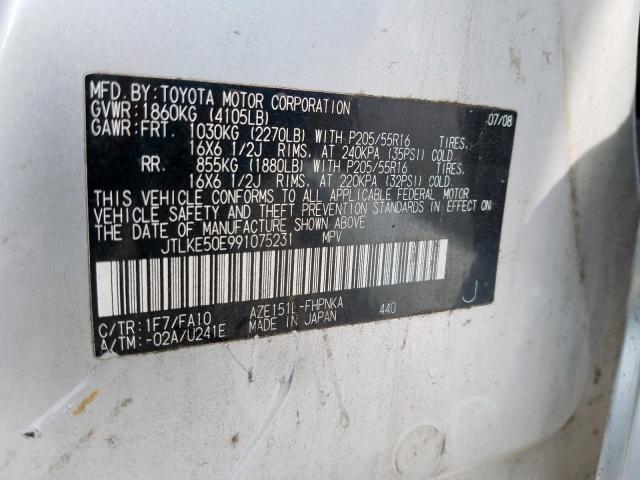 MFD. BY: TOYOTA MOTOR CORPORATION 07/08
GVWR: 1860KG (4105LB)
GAWR: FRT. 1030KG (2270LB) WITH P205/55R16 TIRES,
16X6 1/2J RIMS, AT 240KPA (35PSI) COLD.
RR. 855KG (1880LB) WITH P205/55R16 TIRES,
16X6 1/2J RIMS, AT 220KPA (32PSI) COLD.
THIS VEHICLE CONFORMS TO ALL APPLICABLE FEDERAL MOTOR
VEHICLE SAFETY AND THEFT PREVENTION STANDARDS IN EFFECT ON
THE DATE OF MANUFACTURE SHOWN ABOVE.
JTLKE50E991075231 MPV
J
C/TR: 1F7/FA10 AZE151L-FHPNKA 440
A/TM: -02A/U241E MADE IN JAPAN